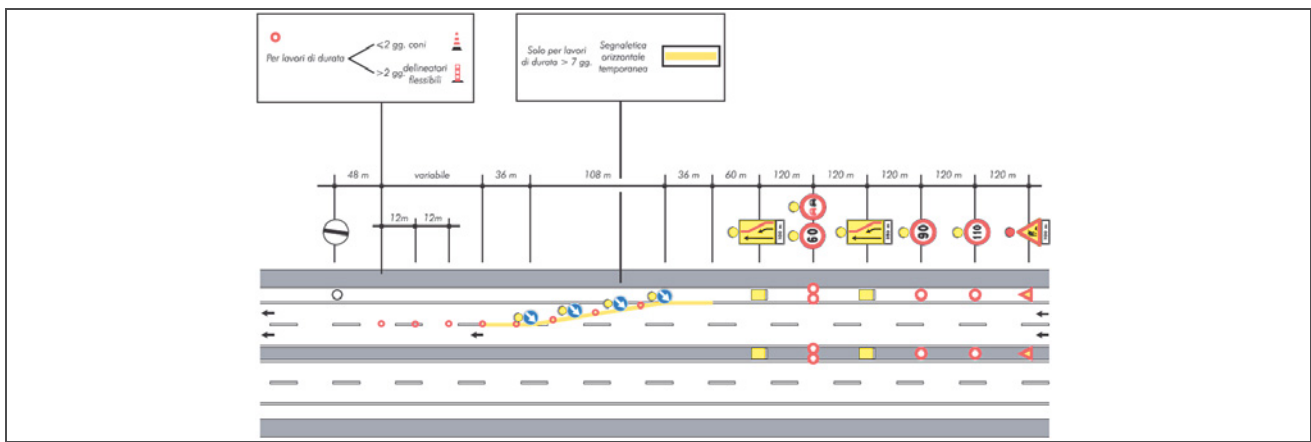 <2 gg. coni
Per lavori di durata
>2 gg. delineatori
flessibili
Solo per lavori
di durata > 7 gg.
Segnaletica
orizzontale
temporanea
48 m
variabile
36 m
108 m
36 m
60 m
120 m
120 m
120 m
120 m
120 m
12m
12m
60
90
110